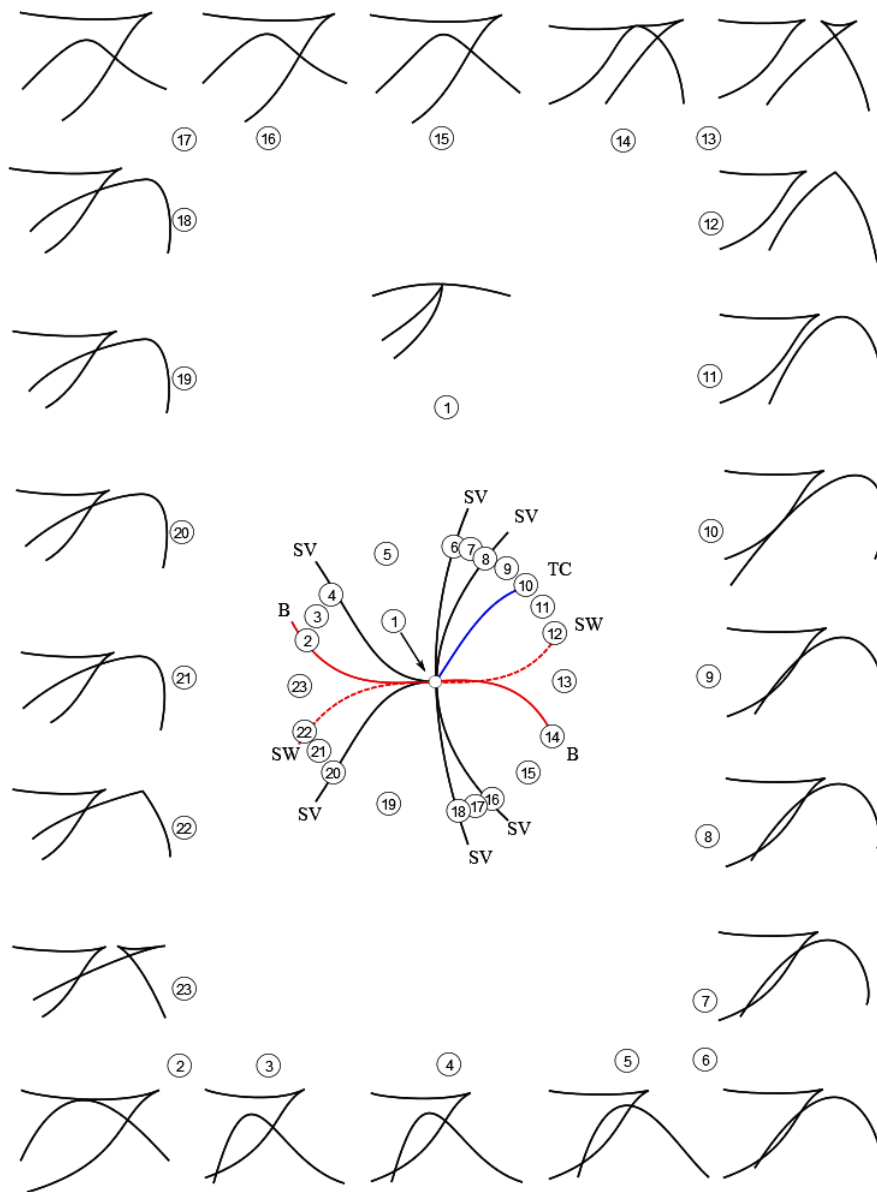 17 16 15 14 13
18 12
19 11
1
SV
SV
SV
5 6 7 8 9
20 10
4 10 TC
B 3 1 11
2 12 SW
21 23 13 9
22 14
SW 21 15 B
20
22 19 18 17 16 8
SV SV
SV
23 7
2 3 4 5 6